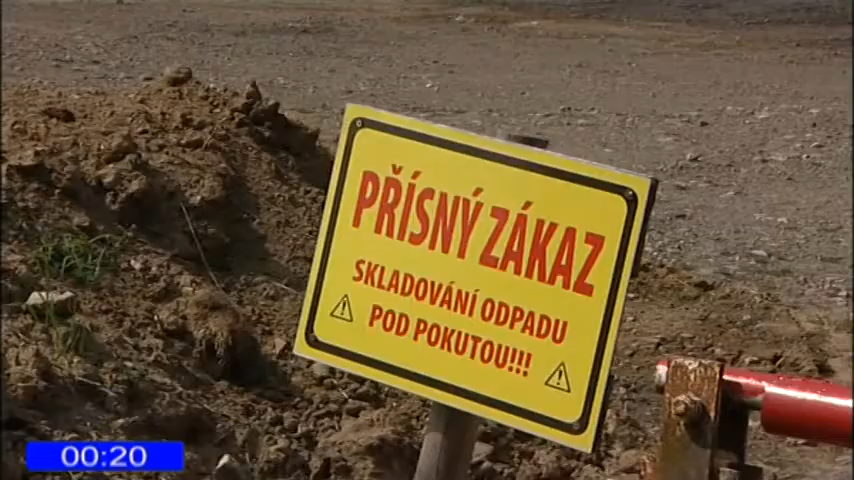 PŘÍSNÝ ZÁKAZ
SKLADOVÁNÍ ODPADU
POD POKUTOU!!!
00:20